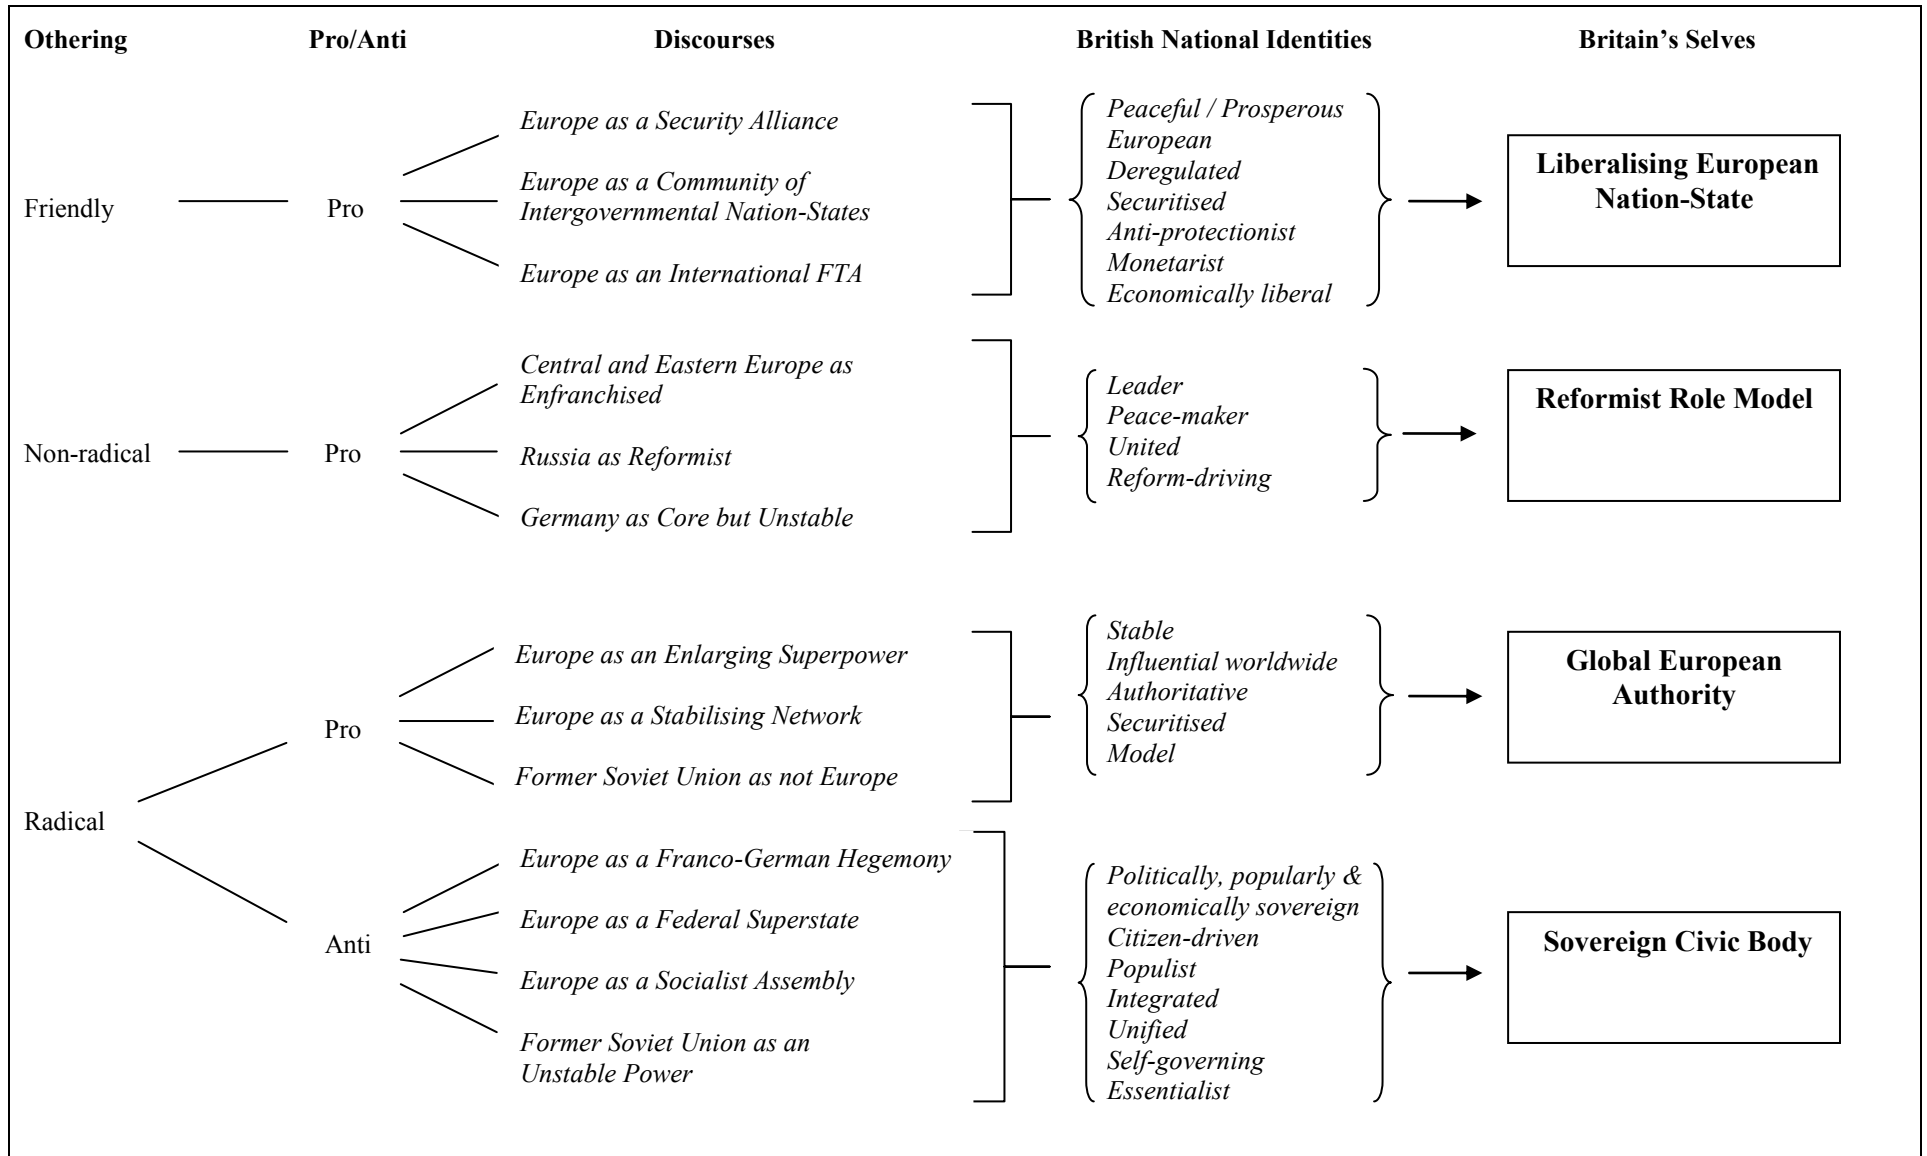 Othering Pro/Anti Discourses British National Identities Britain's Selves
Friendly
Pro
Europe as a Security Alliance
Europe as a Community of
Intergovernmental Nation-States
Europe as an International FTA
Peaceful / Prosperous
European
Deregulated
Securitised
Anti-protectionist
Monetarist
Economically liberal
Liberalising European
Nation-State
Non-radical
Pro
Central and Eastern Europe as
Enfranchised
Russia as Reformist
Germany as Core but Unstable
Leader
Peace-maker
United
Reform-driving
Reformist Role Model
Radical
Pro
Europe as an Enlarging Superpower
Europe as a Stabilising Network
Former Soviet Union as not Europe
Stable
Influential worldwide
Authoritative
Securitised
Model
Global European
Authority
Anti
Europe as a Franco-German Hegemony
Europe as a Federal Superstate
Europe as a Socialist Assembly
Former Soviet Union as an
Unstable Power
Politically, popularly &
economically sovereign
Citizen-driven
Populist
Integrated
Unified
Self-governing
Essentialist
Sovereign Civic Body